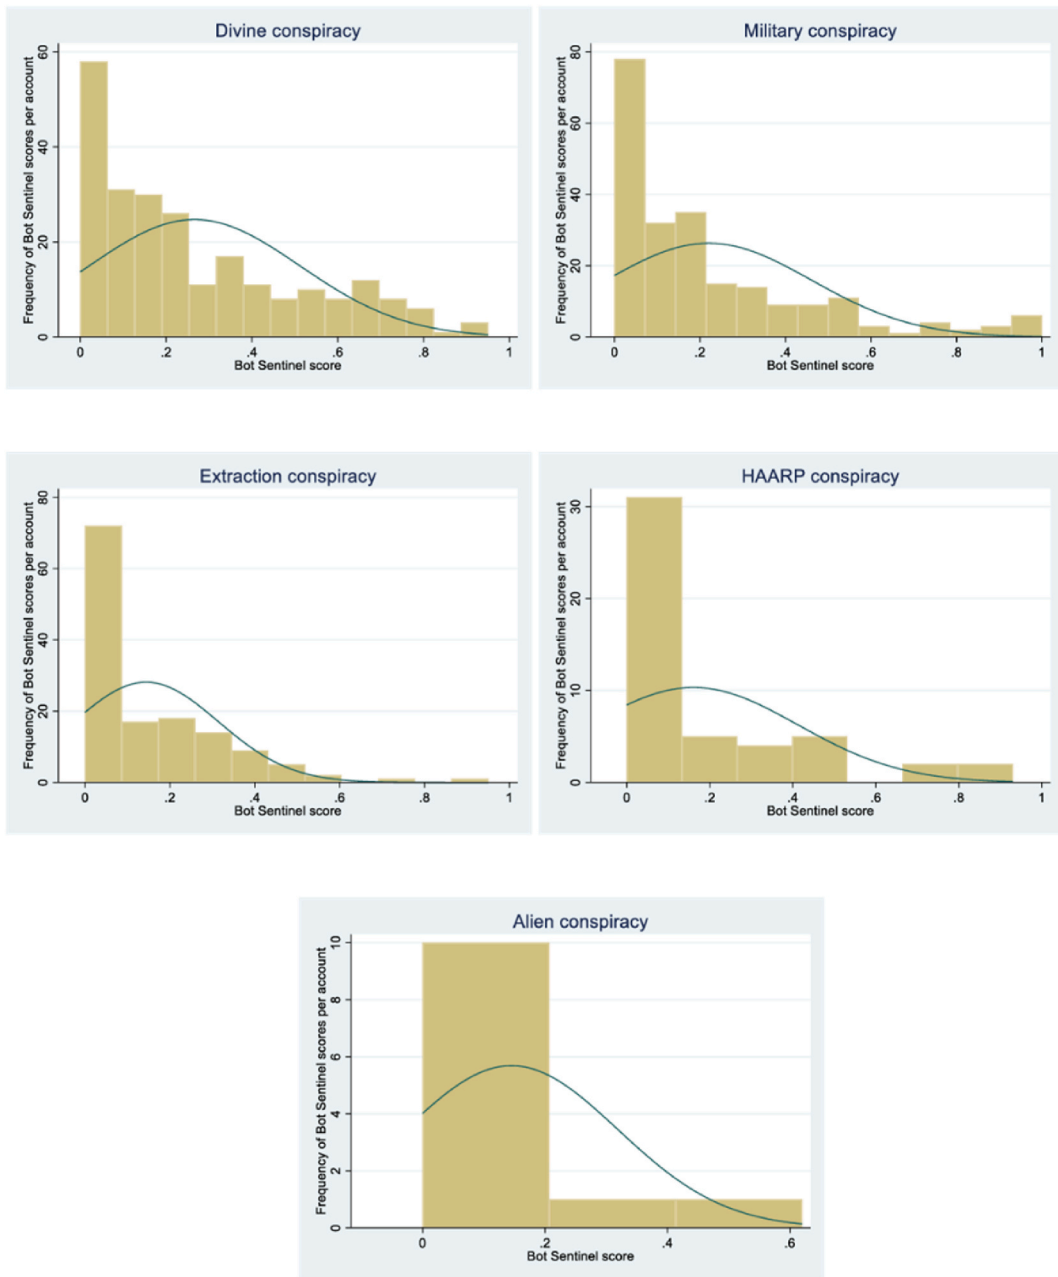 Divine conspiracy
Frequency of Bot Sentinel scores per account
60
40
20
0
0 .2 .4 .6 .8 1
Bot Sentinel score
Military conspiracy
Frequency of Bot Sentinel scores per account
80
60
40
20
0
0 .2 .4 .6 .8 1
Bot Sentinel score
Extraction conspiracy
Frequency of Bot Sentinel scores per account
80
60
40
20
0
0 .2 .4 .6 .8 1
Bot Sentinel score
HAARP conspiracy
Frequency of Bot Sentinel scores per account
30
20
10
0
0 .2 .4 .6 .8 1
Bot Sentinel score
Alien conspiracy
Frequency of Bot Sentinel scores per account
10
8
6
4
2
0
0 .2 .4 .6
Bot Sentinel score